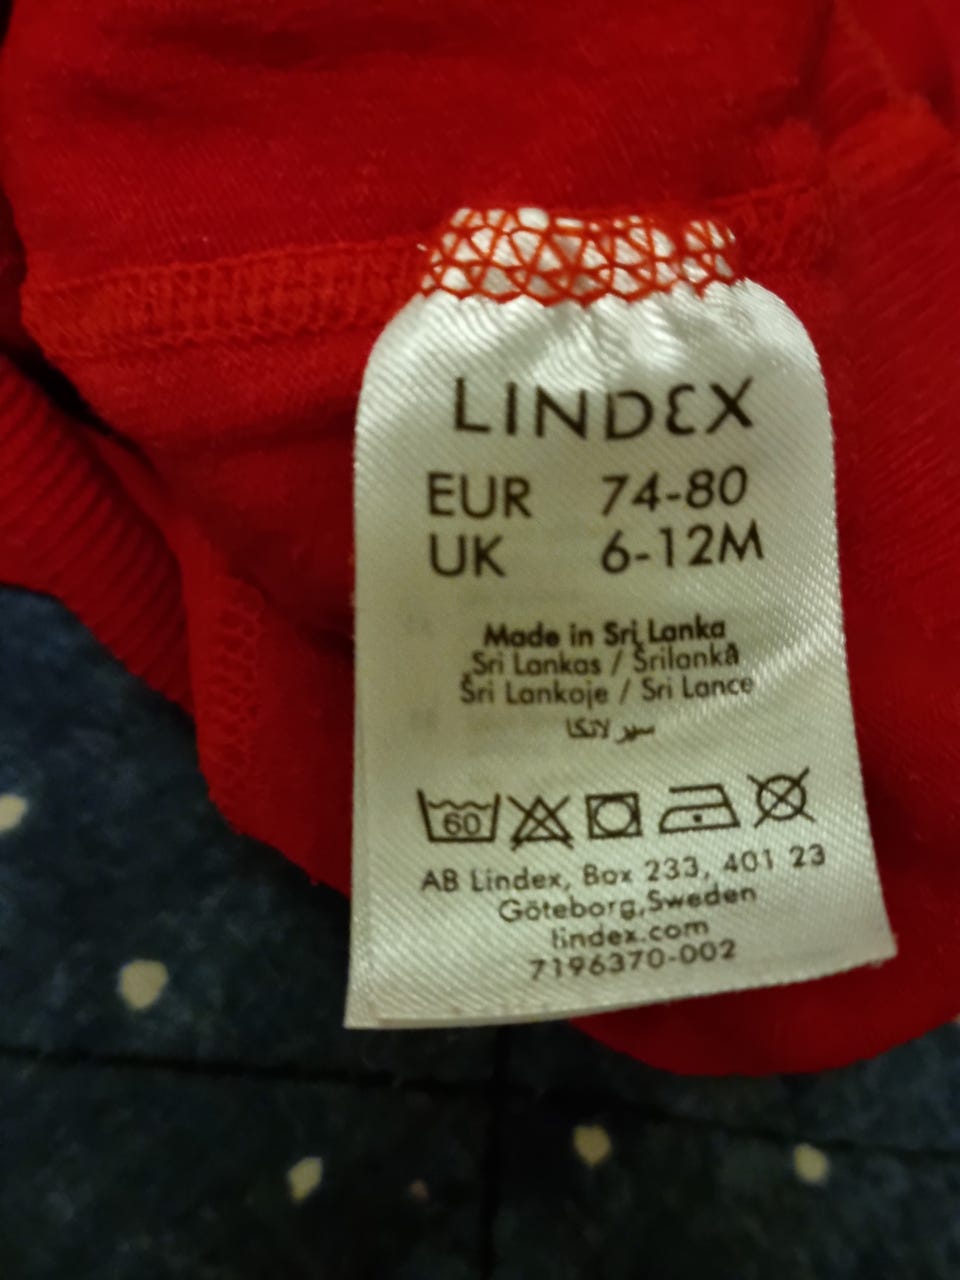 LINDEX
EUR 74-80
UK 6-12M
Made in Sri Lanka
Sri Lankas / Šrilankā
Šri Lankoje / Sri Lance
سير لانكا
60
AB Lindex, Box 233, 401 23
Göteborg,Sweden
lindex.com
7196370-002